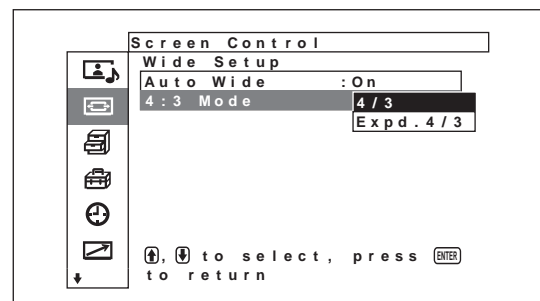 Screen Control
Wide Setup
Auto Wide :On
4:3 Mode 4/3
Expd.4/3
, to select, press ENTER
to return